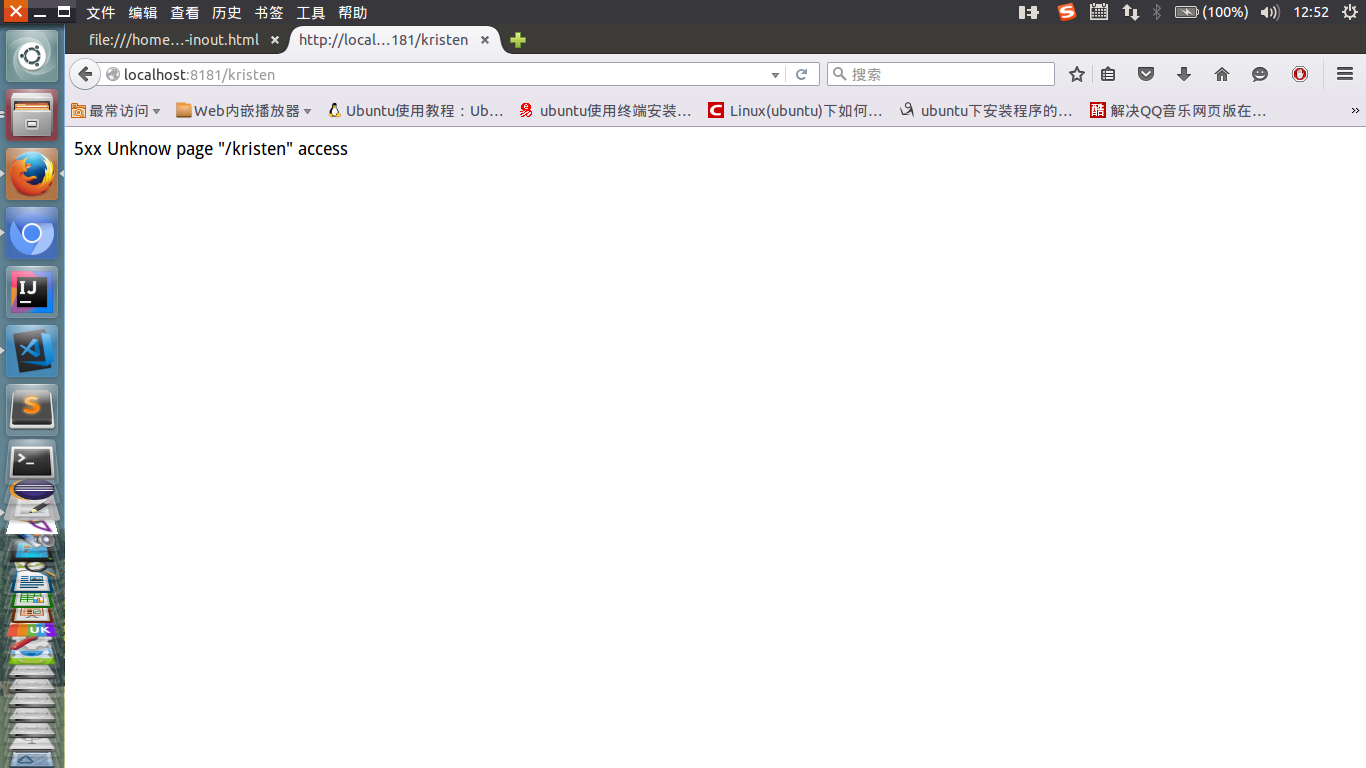 文件 编辑 查看 历史 书签 工具 帮助 (100%) 12:52
file:///home…-inout.html http://local…181/kristen
localhost:8181/kristen 搜索
最常访问 Web内嵌播放器 Ubuntu使用教程：Ub… ubuntu使用终端安装… Linux(ubuntu)下如何… ubuntu下安装程序的… 解决QQ音乐网页版在… »
5xx Unknow page "/kristen" access
IJ
UK